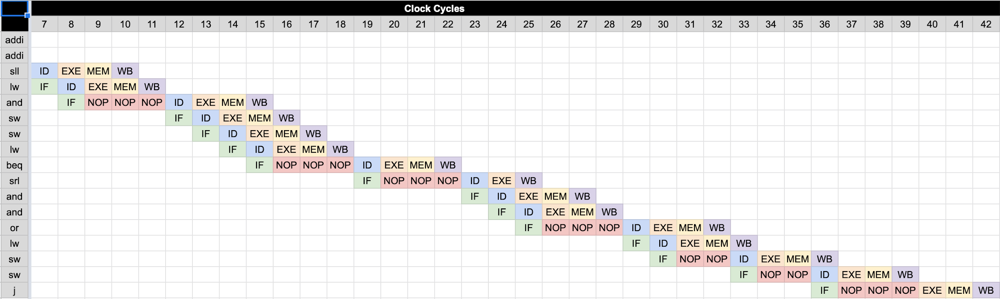 Clock Cycles
7 8 9 10 11 12 13 14 15 16 17 18 19 20 21 22 23 24 25 26 27 28 29 30 31 32 33 34 35 36 37 38 39 40 41 42
addi
addi
sll ID EXE MEM WB
lw IF ID EXE MEM WB
and IF NOP NOP NOP ID EXE MEM WB
sw IF ID EXE MEM WB
sw IF ID EXE MEM WB
lw IF ID EXE MEM WB
beq IF NOP NOP NOP ID EXE MEM WB
srl IF NOP NOP NOP ID EXE WB
and IF ID EXE MEM WB
and IF ID EXE MEM WB
or IF NOP NOP NOP ID EXE MEM WB
lw IF ID EXE MEM WB
sw IF NOP NOP ID EXE MEM WB
sw IF NOP NOP ID EXE MEM WB
j IF NOP NOP NOP EXE MEM WB